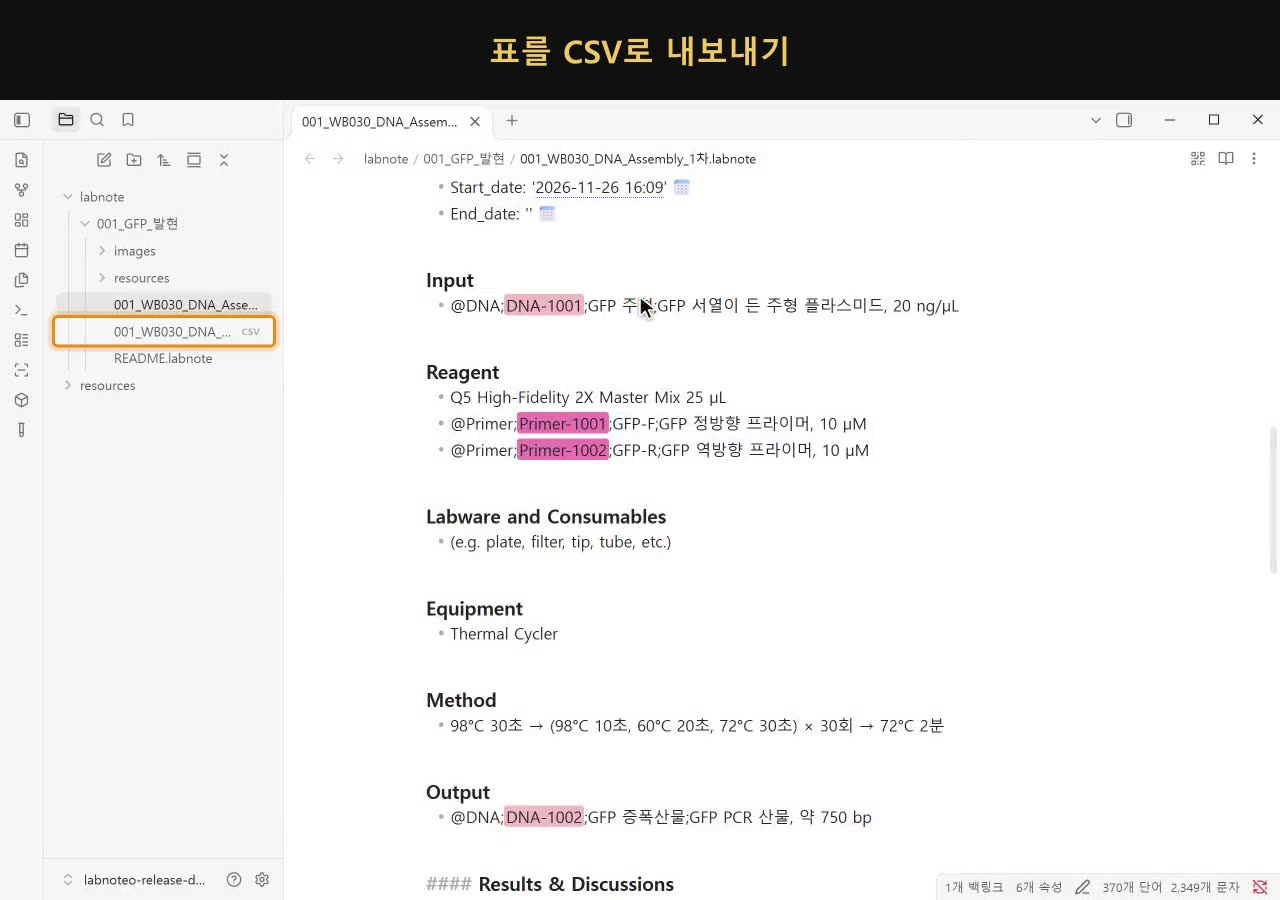 표를 CSV로 내보내기
001_WB030_DNA_Assem...
labnote / 001_GFP_발현 / 001_WB030_DNA_Assembly_1차.labnote
labnote
001_GFP_발현
images
resources
001_WB030_DNA_Asse...
001_WB030_DNA_... CSV
README.labnote
resources
labnoteo-release-d...
Start_date: '2026-11-26 16:09'
End_date: ''
Input
@DNA;DNA-1001;GFP ;GFP 서열이 든 주형 플라스미드, 20 ng/µL
Reagent
Q5 High-Fidelity 2X Master Mix 25 µL
@Primer;Primer-1001;GFP-F;GFP 정방향 프라이머, 10 µM
@Primer;Primer-1002;GFP-R;GFP 역방향 프라이머, 10 µM
Labware and Consumables
(e.g. plate, filter, tip, tube, etc.)
Equipment
Thermal Cycler
Method
98°C 30초 → (98°C 10초, 60°C 20초, 72°C 30초) × 30회 → 72°C 2분
Output
@DNA;DNA-1002;GFP 증폭산물;GFP PCR 산물, 약 750 bp
#### Results & Discussions
1개 백링크 6개 속성 370개 단어 2,349개 문자